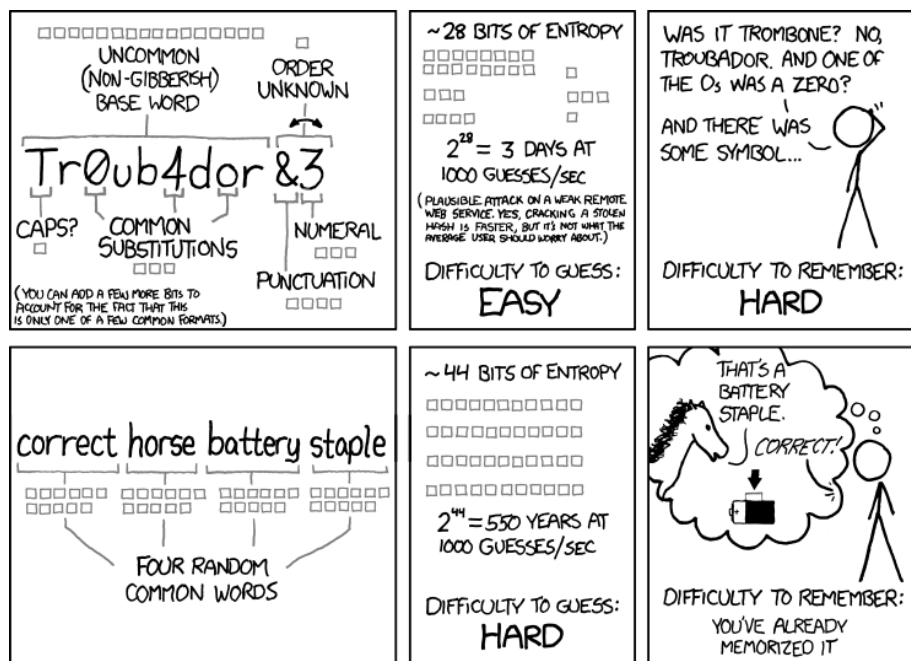 UNCOMMON
(NON-GIBBERISH)
BASE WORD
ORDER
UNKNOWN
Tr0ub4dor &3
CAPS?
COMMON
SUBSTITUTIONS
NUMERAL
PUNCTUATION
(YOU CAN ADD A FEW MORE BITS TO
ACCOUNT FOR THE FACT THAT THIS
IS ONLY ONE OF A FEW COMMON FORMATS.)
~28 BITS OF ENTROPY
2²⁸ = 3 DAYS AT
1000 GUESSES/SEC
(PLAUSIBLE ATTACK ON A WEAK REMOTE
WEB SERVICE. YES, CRACKING A STOLEN
HASH IS FASTER, BUT IT'S NOT WHAT THE
AVERAGE USER SHOULD WORRY ABOUT.)
DIFFICULTY TO GUESS:
EASY
WAS IT TROMBONE? NO,
TROUBADOR. AND ONE OF
THE Os WAS A ZERO?
AND THERE WAS
SOME SYMBOL...
DIFFICULTY TO REMEMBER:
HARD
correct horse battery staple
FOUR RANDOM
COMMON WORDS
~44 BITS OF ENTROPY
2⁴⁴ = 550 YEARS AT
1000 GUESSES/SEC
DIFFICULTY TO GUESS:
HARD
THAT'S A
BATTERY
STAPLE.
CORRECT!
DIFFICULTY TO REMEMBER:
YOU'VE ALREADY
MEMORIZED IT